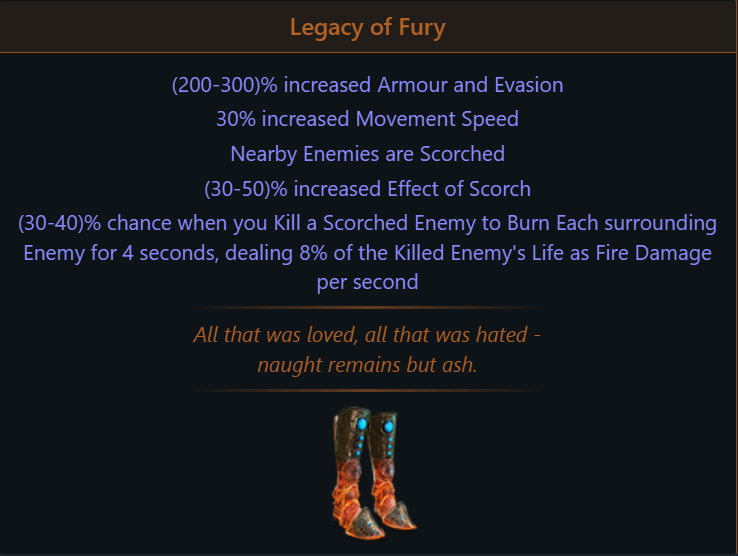 Legacy of Fury
(200-300)% increased Armour and Evasion
30% increased Movement Speed
Nearby Enemies are Scorched
(30-50)% increased Effect of Scorch
(30-40)% chance when you Kill a Scorched Enemy to Burn Each surrounding
Enemy for 4 seconds, dealing 8% of the Killed Enemy's Life as Fire Damage
per second
All that was loved, all that was hated -
naught remains but ash.